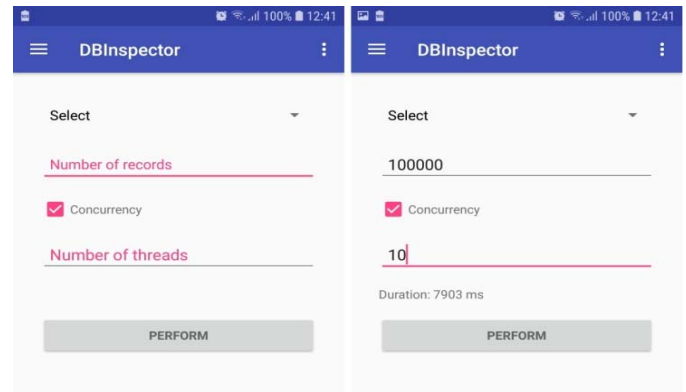 100% 12:41
DBInspector
Select
Number of records
Concurrency
Number of threads
PERFORM
100% 12:41
DBInspector
Select
100000
Concurrency
10
Duration: 7903 ms
PERFORM